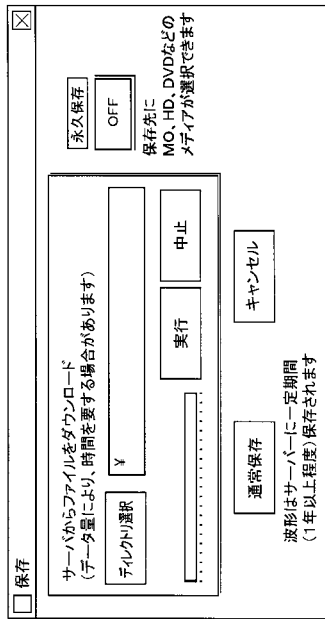 保存
サーバからファイルをダウンロード
(データ量により、時間を要する場合があります)
ディレクトリ選択
¥
実行
中止
永久保存
OFF
保存先に
MO、HD、DVDなどの
メディアが選択できます
通常保存
キャンセル
波形はサーバーに一定期間
(1年以上程度)保存されます